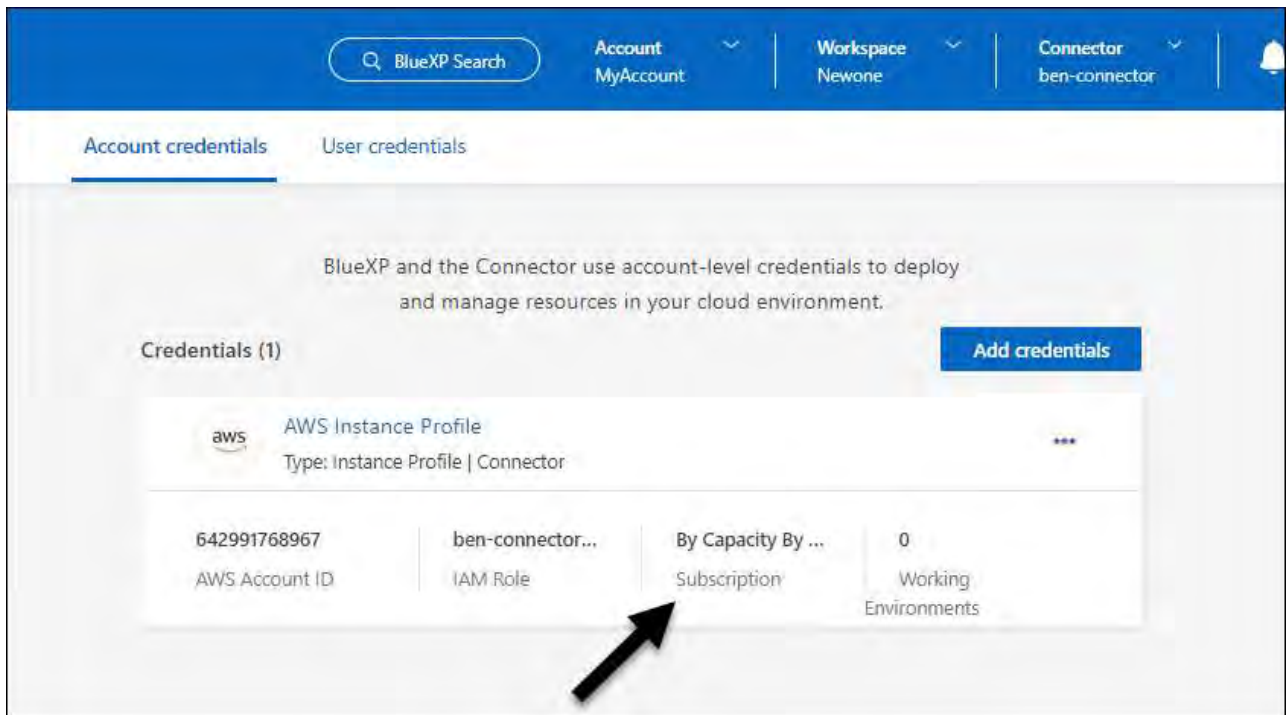 BlueXP Search
Account
MyAccount
Workspace
Newone
Connector
ben-connector
Account credentials
User credentials
BlueXP and the Connector use account-level credentials to deploy
and manage resources in your cloud environment.
Credentials (1)
Add credentials
aws
AWS Instance Profile
Type: Instance Profile | Connector
642991768967
AWS Account ID
ben-connector...
IAM Role
By Capacity By ...
Subscription
0
Working
Environments